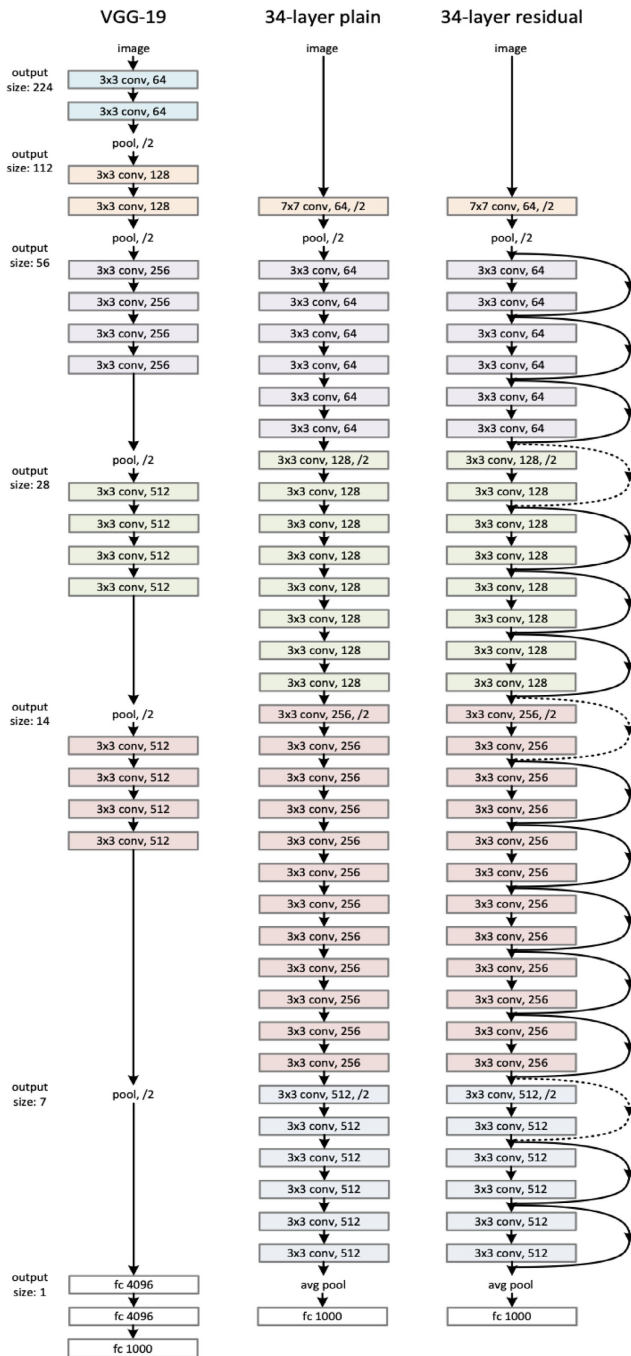 VGG-19
34-layer plain
34-layer residual
output
size: 224
output
size: 112
output
size: 56
output
size: 28
output
size: 14
output
size: 7
output
size: 1
image
3x3 conv, 64
3x3 conv, 64
pool, /2
3x3 conv, 128
3x3 conv, 128
pool, /2
3x3 conv, 256
3x3 conv, 256
3x3 conv, 256
3x3 conv, 256
pool, /2
3x3 conv, 512
3x3 conv, 512
3x3 conv, 512
3x3 conv, 512
pool, /2
3x3 conv, 512
3x3 conv, 512
3x3 conv, 512
3x3 conv, 512
pool, /2
fc 4096
fc 4096
fc 1000
image
7x7 conv, 64, /2
pool, /2
3x3 conv, 64
3x3 conv, 64
3x3 conv, 64
3x3 conv, 64
3x3 conv, 64
3x3 conv, 64
3x3 conv, 128, /2
3x3 conv, 128
3x3 conv, 128
3x3 conv, 128
3x3 conv, 128
3x3 conv, 128
3x3 conv, 128
3x3 conv, 128
3x3 conv, 256, /2
3x3 conv, 256
3x3 conv, 256
3x3 conv, 256
3x3 conv, 256
3x3 conv, 256
3x3 conv, 256
3x3 conv, 256
3x3 conv, 256
3x3 conv, 256
3x3 conv, 256
3x3 conv, 256
3x3 conv, 512, /2
3x3 conv, 512
3x3 conv, 512
3x3 conv, 512
3x3 conv, 512
3x3 conv, 512
avg pool
fc 1000
image
7x7 conv, 64, /2
pool, /2
3x3 conv, 64
3x3 conv, 64
3x3 conv, 64
3x3 conv, 64
3x3 conv, 64
3x3 conv, 64
3x3 conv, 128, /2
3x3 conv, 128
3x3 conv, 128
3x3 conv, 128
3x3 conv, 128
3x3 conv, 128
3x3 conv, 128
3x3 conv, 128
3x3 conv, 256, /2
3x3 conv, 256
3x3 conv, 256
3x3 conv, 256
3x3 conv, 256
3x3 conv, 256
3x3 conv, 256
3x3 conv, 256
3x3 conv, 256
3x3 conv, 256
3x3 conv, 256
3x3 conv, 256
3x3 conv, 512, /2
3x3 conv, 512
3x3 conv, 512
3x3 conv, 512
3x3 conv, 512
3x3 conv, 512
avg pool
fc 1000